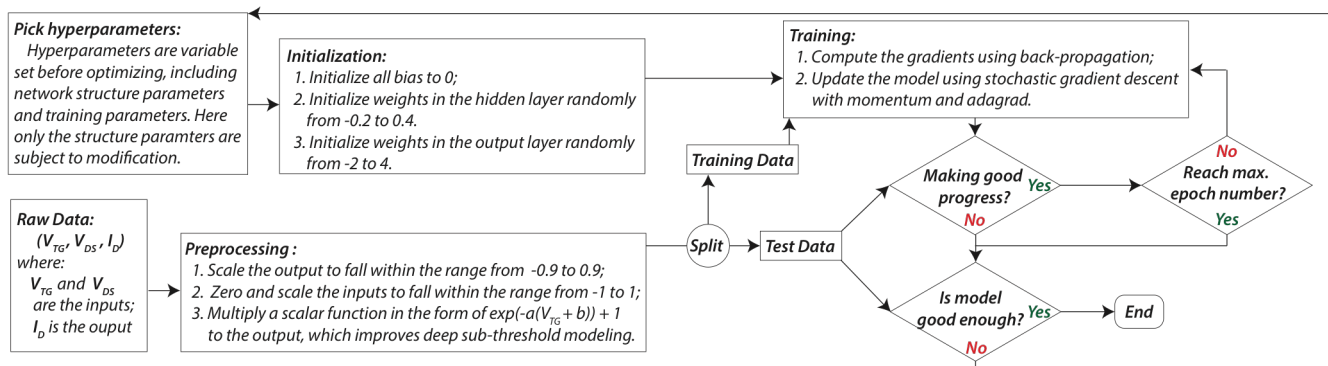 Pick hyperparameters:
Hyperparameters are variable
set before optimizing, including
network structure parameters
and training parameters. Here
only the structure paramters are
subject to modification.
Initialization:
1. Initialize all bias to 0;
2. Initialize weights in the hidden layer randomly
from -0.2 to 0.4.
3. Initialize weights in the output layer randomly
from -2 to 4.
Training:
1. Compute the gradients using back-propagation;
2. Update the model using stochastic gradient descent
with momentum and adagrad.
Training Data
Making good
progress?
Yes
No
No
Reach max.
epoch number?
Yes
Raw Data:
(V_TG, V_DS, I_D)
where:
V_TG and V_DS
are the inputs;
I_D is the ouput
Preprocessing :
1. Scale the output to fall within the range from -0.9 to 0.9;
2. Zero and scale the inputs to fall within the range from -1 to 1;
3. Multiply a scalar function in the form of exp(-a(V_TG + b)) + 1
to the output, which improves deep sub-threshold modeling.
Split
Test Data
Is model
good enough?
Yes
No
End